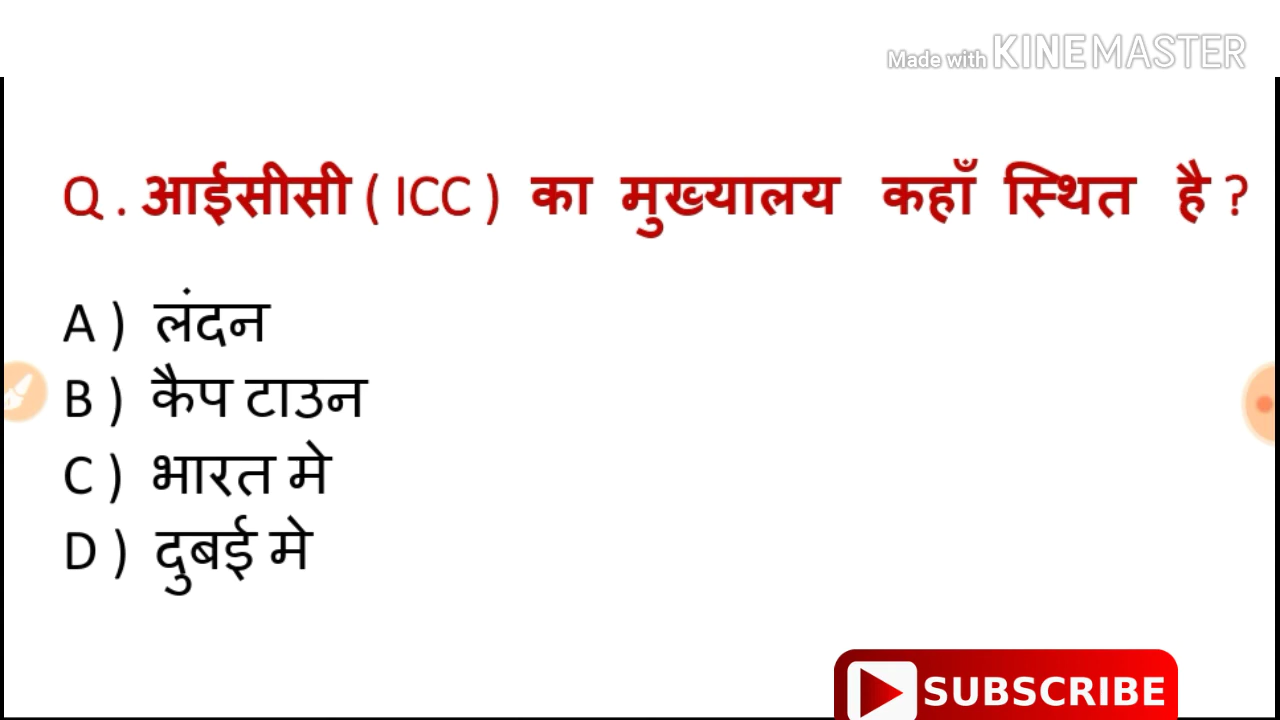 Made with KINEMASTER
Q . आईसीसी ( ICC ) का मुख्यालय कहाँ स्थित है ?
A ) लंदन
B ) कैप टाउन
C ) भारत मे
D ) दुबई मे
SUBSCRIBE